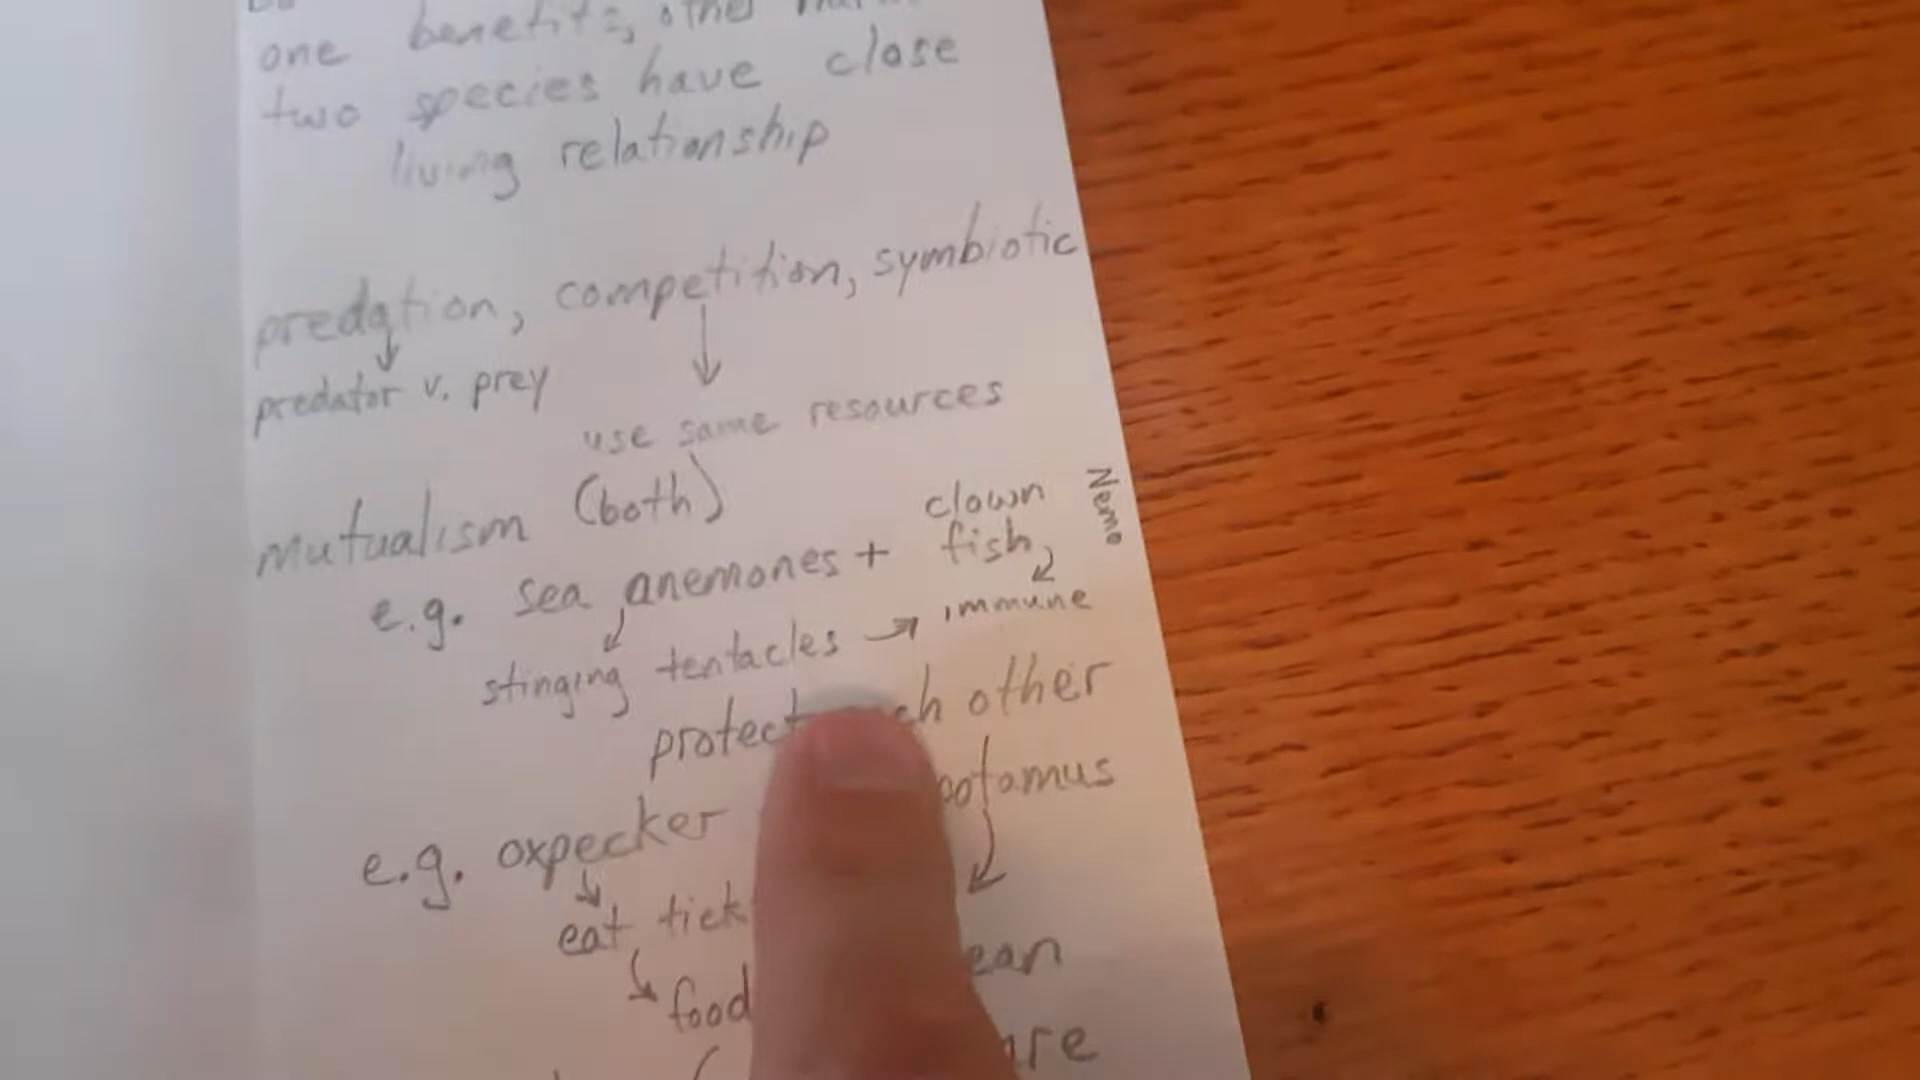 one benefits, other
two species have close
living relationship
predation, competition, symbiotic
predator v. prey
use same resources
mutualism (both)
clown
Nemo
e.g. sea anemones + fish
immune
stinging tentacles
protect other
e.g. oxpecker
eat tick
food